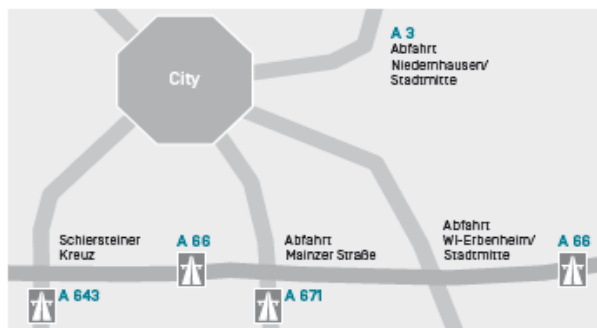 A 3
Abfahrt
Niedernhausen/
Stadtmitte
City
Schiersteiner
Kreuz
A 66
Abfahrt
Mainzer Straße
Abfahrt
WI-Erbenheim/
Stadtmitte
A 66
A 643
A 671